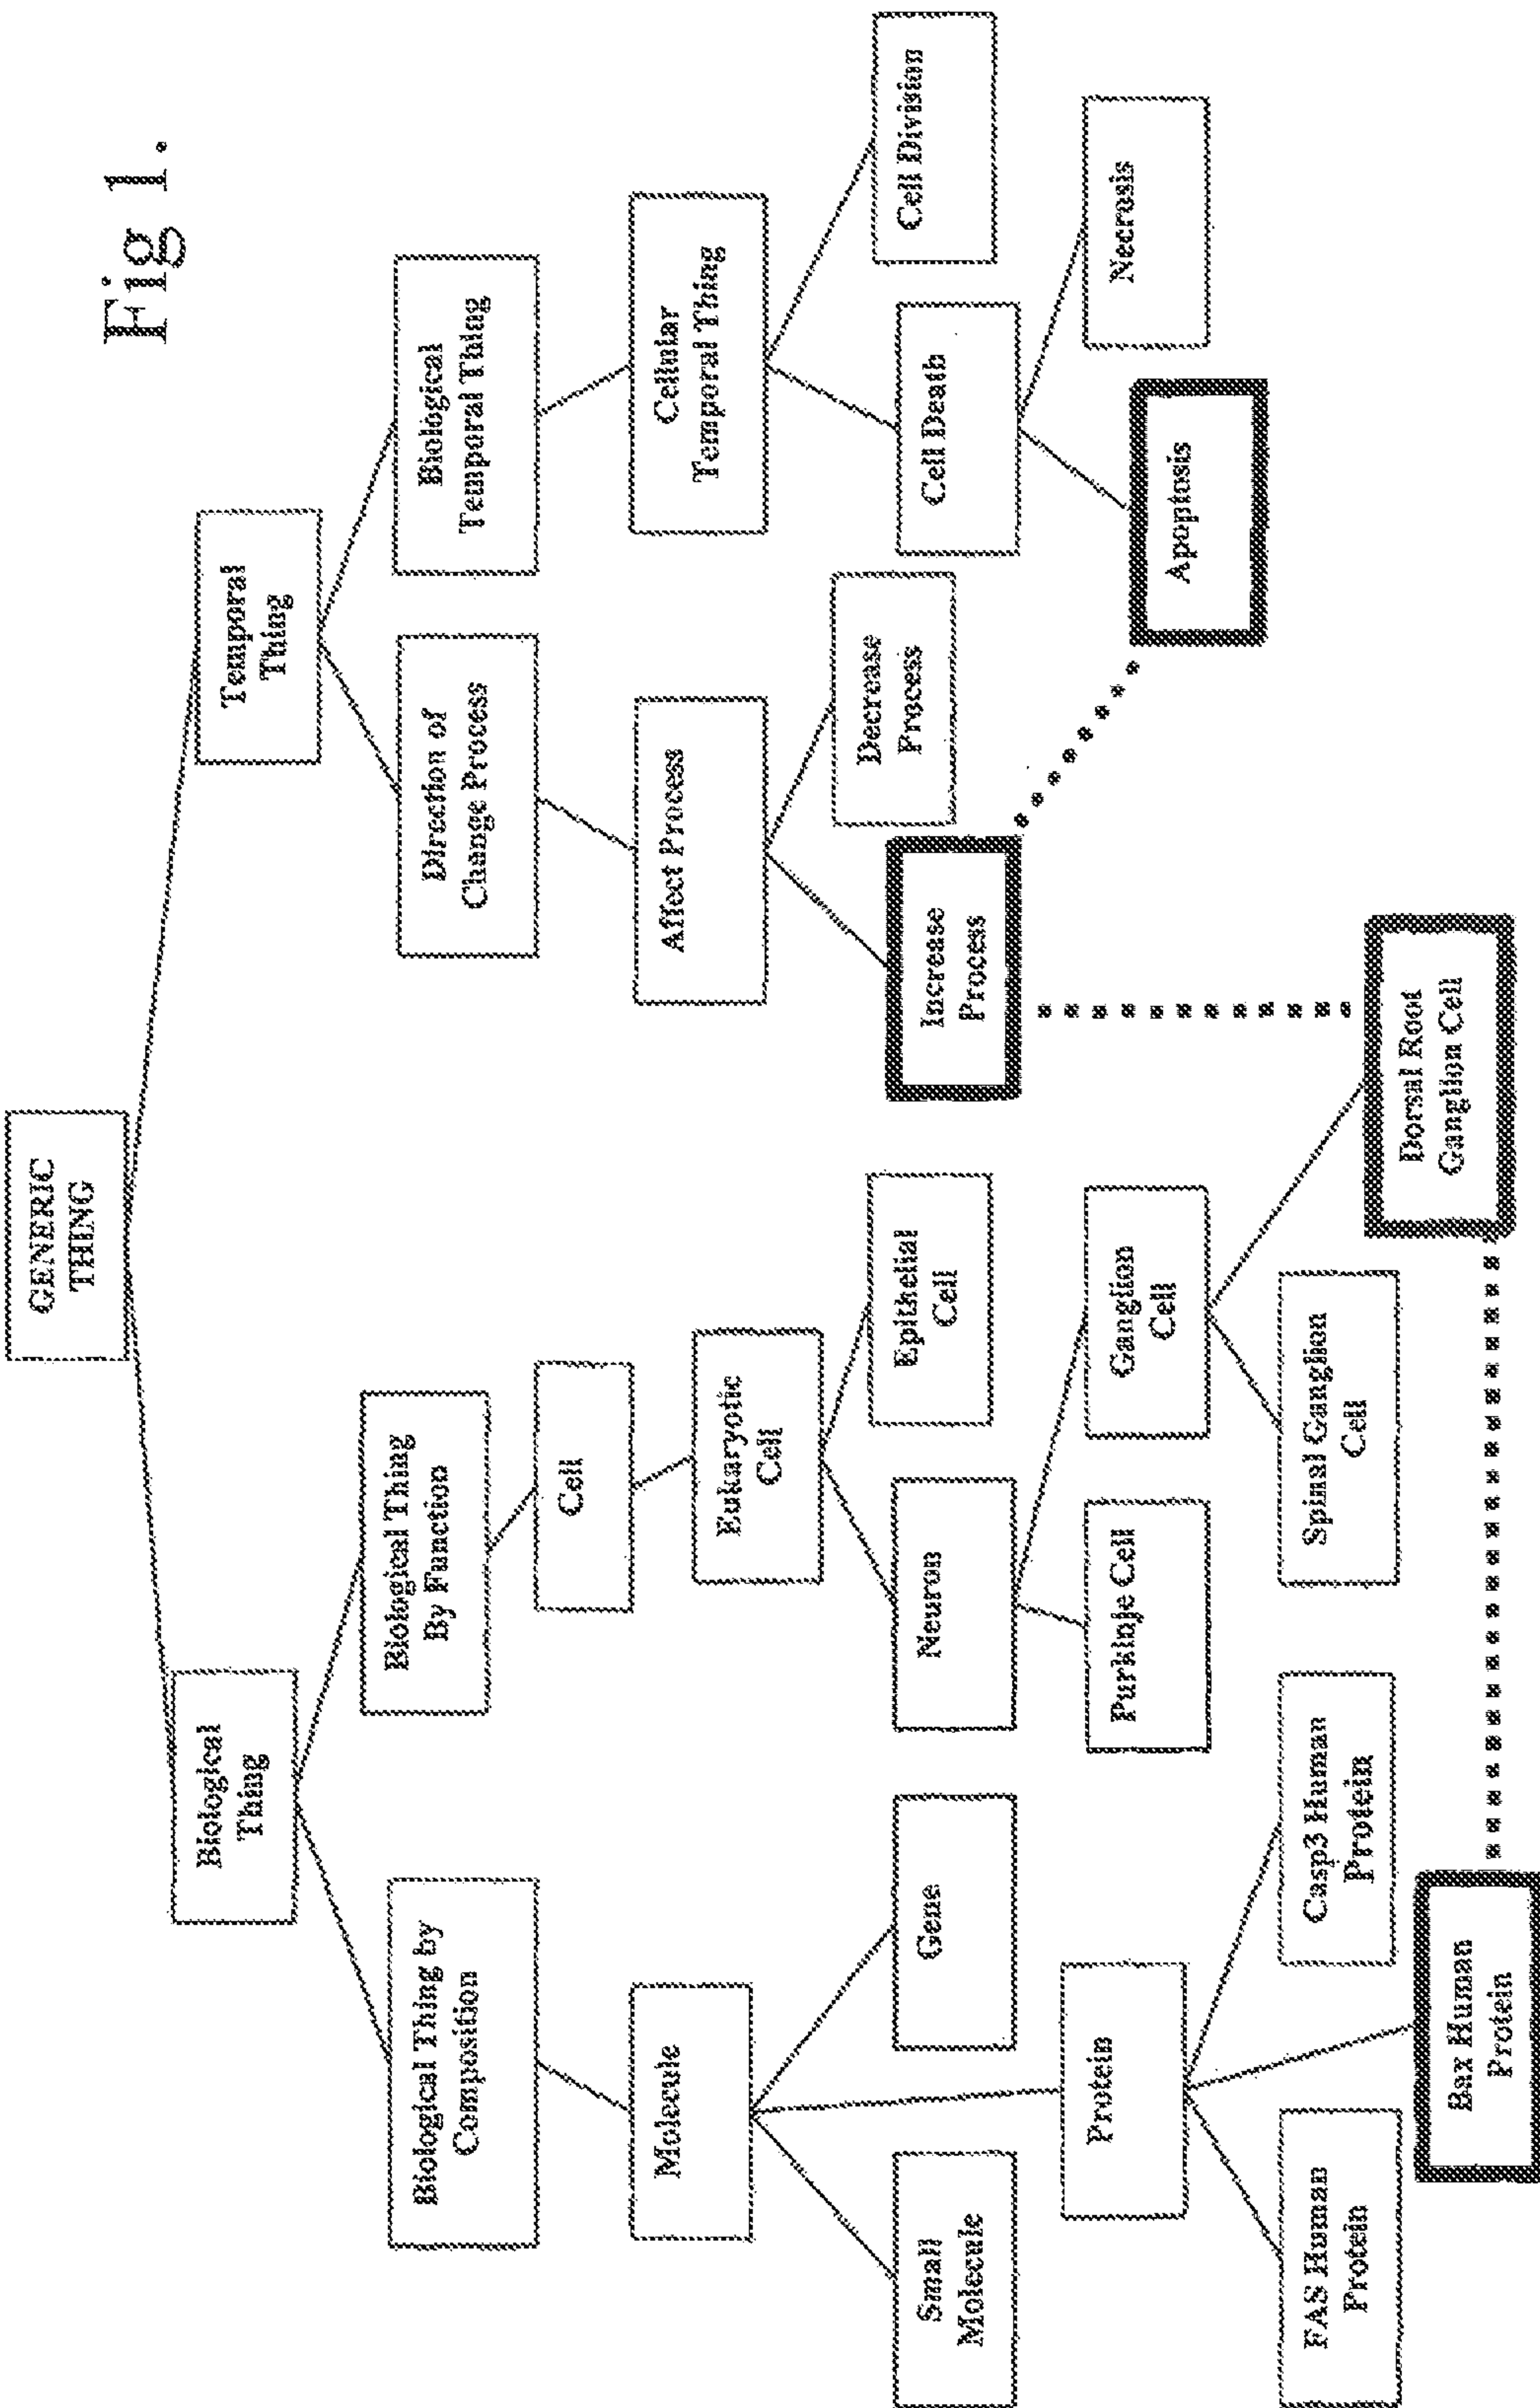 Fig 1.
GENERIC
THING
Biological
Thing
Temporal
Thing
Biological Thing by
Composition
Biological Thing
By Function
Direction of
Change Process
Biological
Temporal Thing
Molecule
Cell
Eukaryotic
Cell
Affect Process
Cellular
Temporal Thing
Small
Molecule
Gene
Neuron
Epithelial
Cell
Increase
Process
Decrease
Process
Cell Death
Cell Division
Protein
Purkinje Cell
Ganglion
Cell
Apoptosis
Necrosis
FAS Human
Protein
Bax Human
Protein
Casp3 Human
Protein
Spinal Ganglion
Cell
Dorsal Root
Ganglion Cell